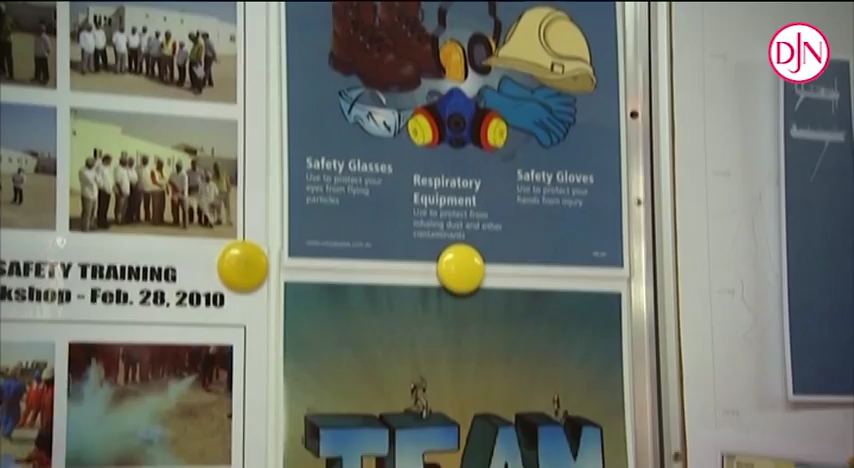 DJN
Safety Glasses
Use to protect your
eyes from flying
particles
Respiratory
Equipment
Use to protect from
inhaling dust and other
contaminants
Safety Gloves
Use to protect your
hands from injury
SAFETY TRAINING
kshop - Feb. 28, 2010
TEAM